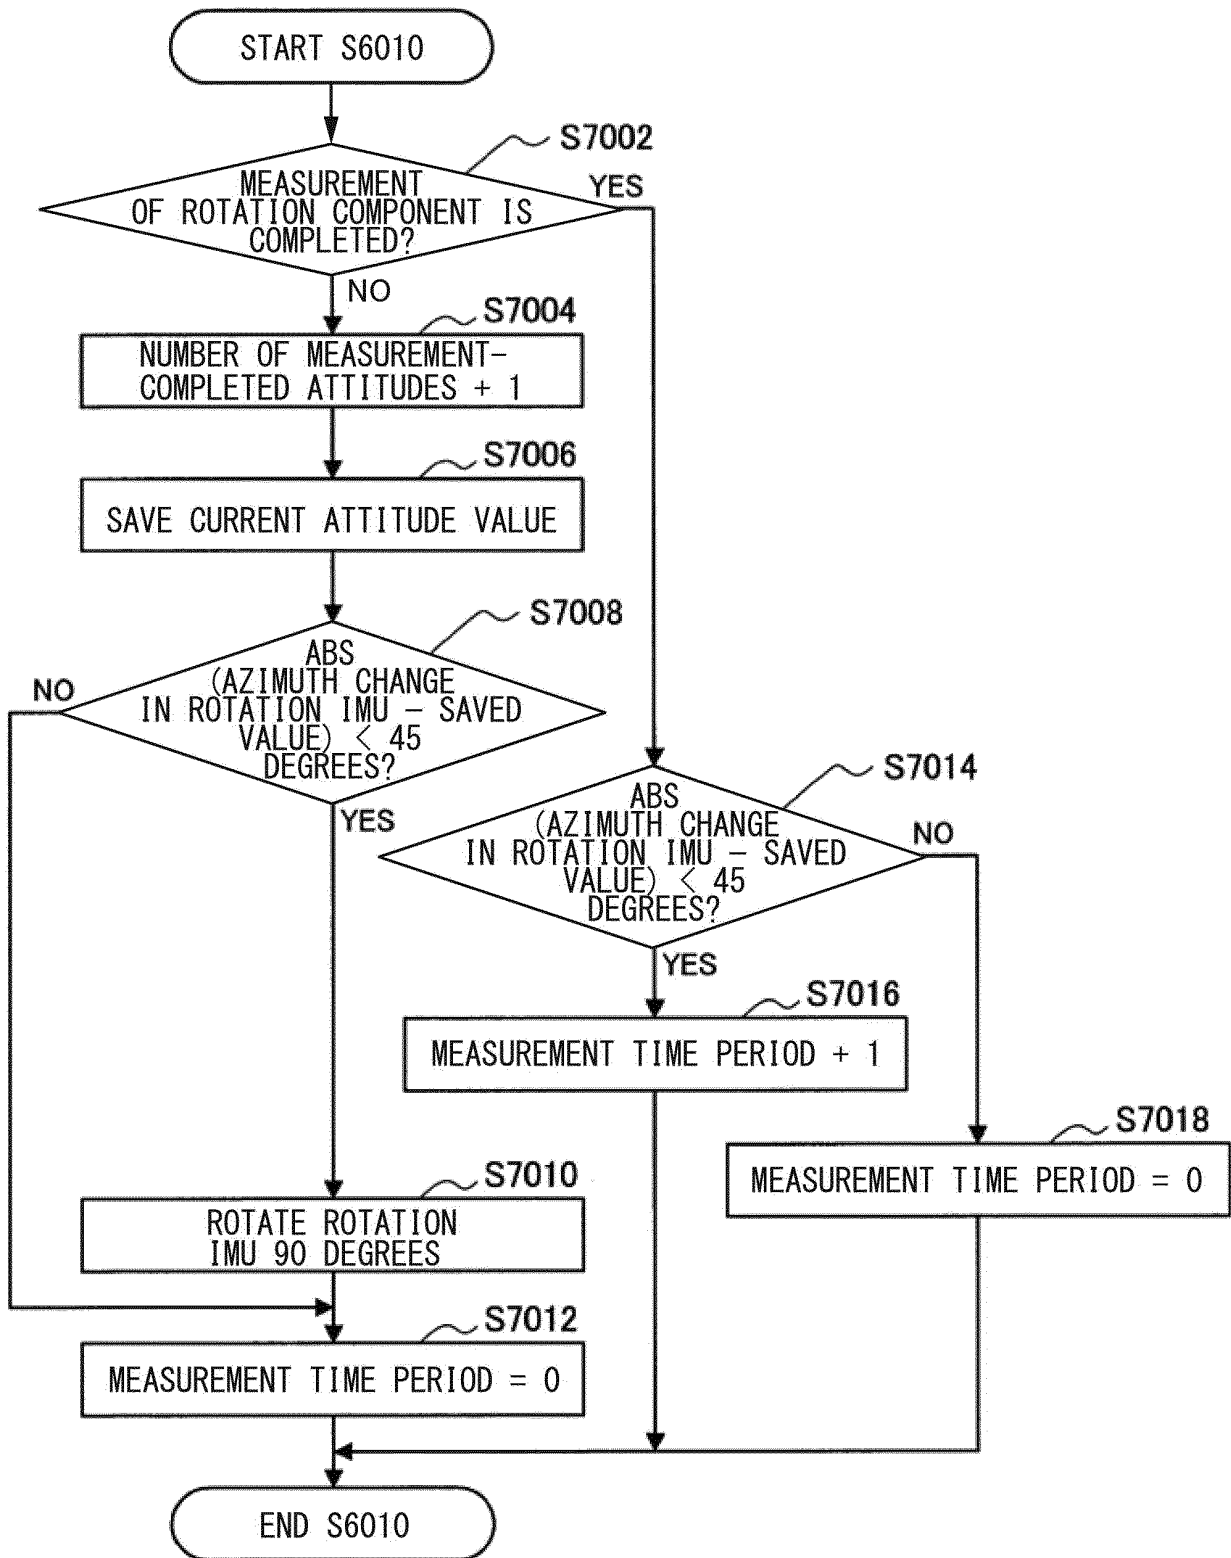 START S6010
S7002
MEASUREMENT
OF ROTATION COMPONENT IS
COMPLETED?
YES
NO
S7004
NUMBER OF MEASUREMENT-
COMPLETED ATTITUDES + 1
S7006
SAVE CURRENT ATTITUDE VALUE
S7008
ABS
(AZIMUTH CHANGE
IN ROTATION IMU – SAVED
VALUE) < 45
DEGREES?
NO
YES
S7014
ABS
(AZIMUTH CHANGE
IN ROTATION IMU – SAVED
VALUE) < 45
DEGREES?
NO
YES
S7016
MEASUREMENT TIME PERIOD + 1
S7018
MEASUREMENT TIME PERIOD = 0
S7010
ROTATE ROTATION
IMU 90 DEGREES
S7012
MEASUREMENT TIME PERIOD = 0
END S6010